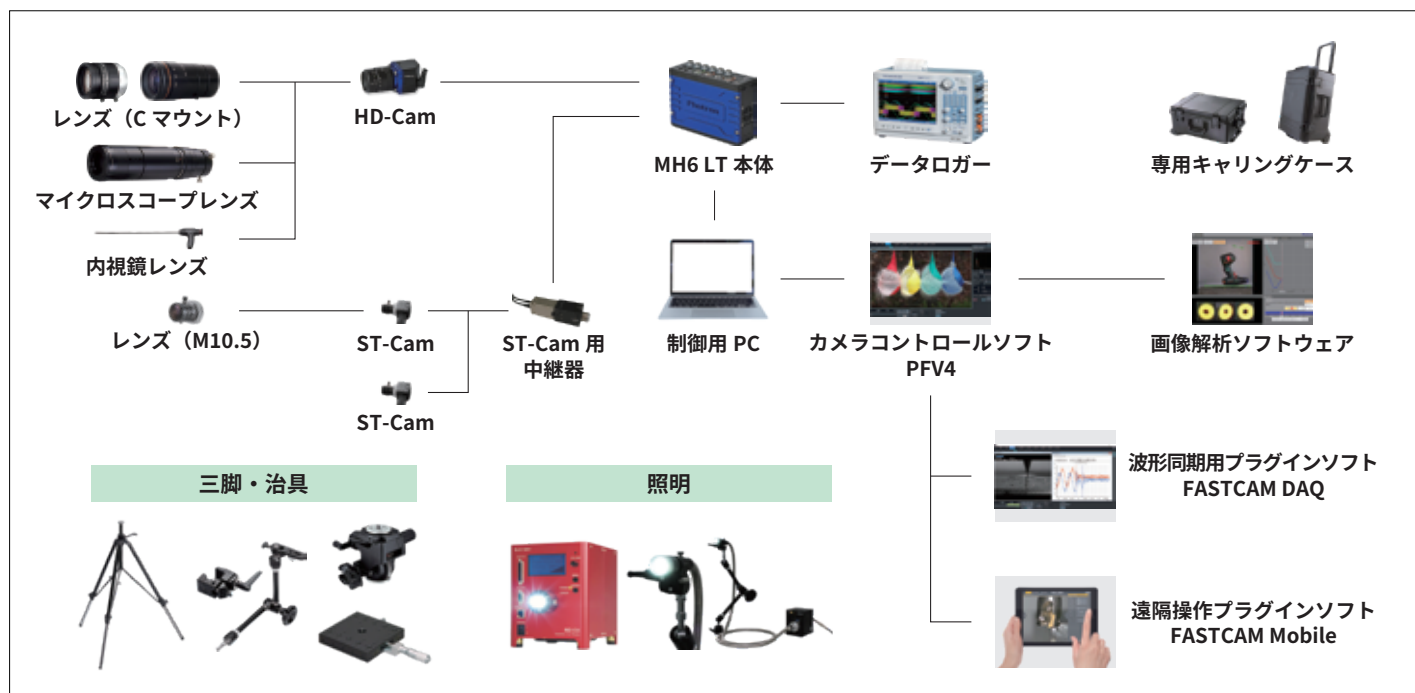 レンズ（C マウント）
HD-Cam
Photron
MH6 LT 本体
データロガー
専用キャリングケース
マイクロスコープレンズ
内視鏡レンズ
レンズ（M10.5）
ST-Cam
ST-Cam 用
中継器
制御用 PC
カメラコントロールソフト
PFV4
画像解析ソフトウェア
ST-Cam
三脚・治具
照明
波形同期用プラグインソフト
FASTCAM DAQ
遠隔操作プラグインソフト
FASTCAM Mobile